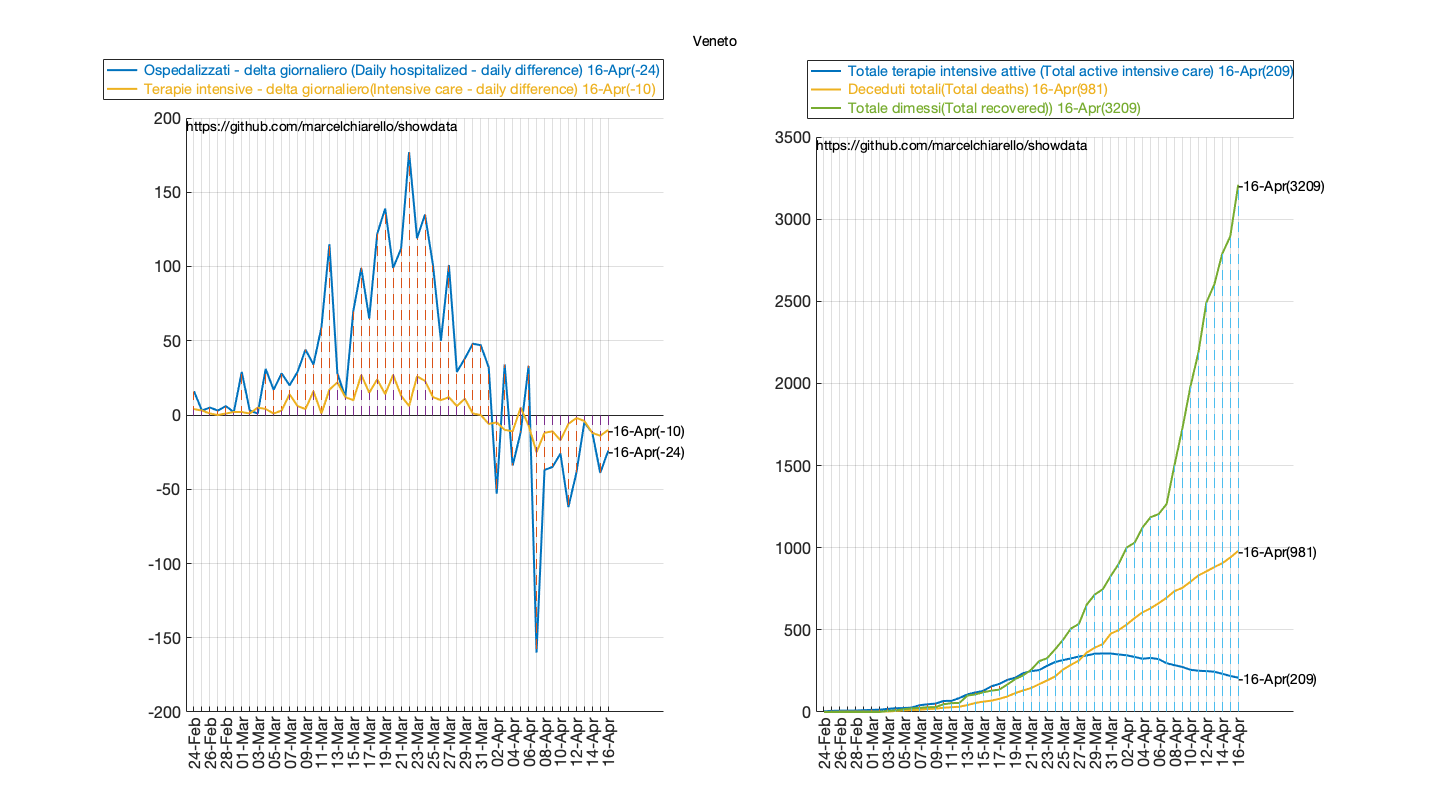 Veneto
Ospedalizzati - delta giornaliero (Daily hospitalized - daily difference) 16-Apr(-24)
Terapie intensive - delta giornaliero(Intensive care - daily difference) 16-Apr(-10)
https://github.com/marcelchiarello/showdata
200
150
100
50
0
-50
-100
-150
-200
16-Apr(-10)
16-Apr(-24)
24-Feb
26-Feb
28-Feb
01-Mar
03-Mar
05-Mar
07-Mar
09-Mar
11-Mar
13-Mar
15-Mar
17-Mar
19-Mar
21-Mar
23-Mar
25-Mar
27-Mar
29-Mar
31-Mar
02-Apr
04-Apr
06-Apr
08-Apr
10-Apr
12-Apr
14-Apr
16-Apr
Totale terapie intensive attive (Total active intensive care) 16-Apr(209)
Deceduti totali(Total deaths) 16-Apr(981)
Totale dimessi(Total recovered)) 16-Apr(3209)
https://github.com/marcelchiarello/showdata
3500
3000
2500
2000
1500
1000
500
0
16-Apr(3209)
16-Apr(981)
16-Apr(209)
24-Feb
26-Feb
28-Feb
01-Mar
03-Mar
05-Mar
07-Mar
09-Mar
11-Mar
13-Mar
15-Mar
17-Mar
19-Mar
21-Mar
23-Mar
25-Mar
27-Mar
29-Mar
31-Mar
02-Apr
04-Apr
06-Apr
08-Apr
10-Apr
12-Apr
14-Apr
16-Apr